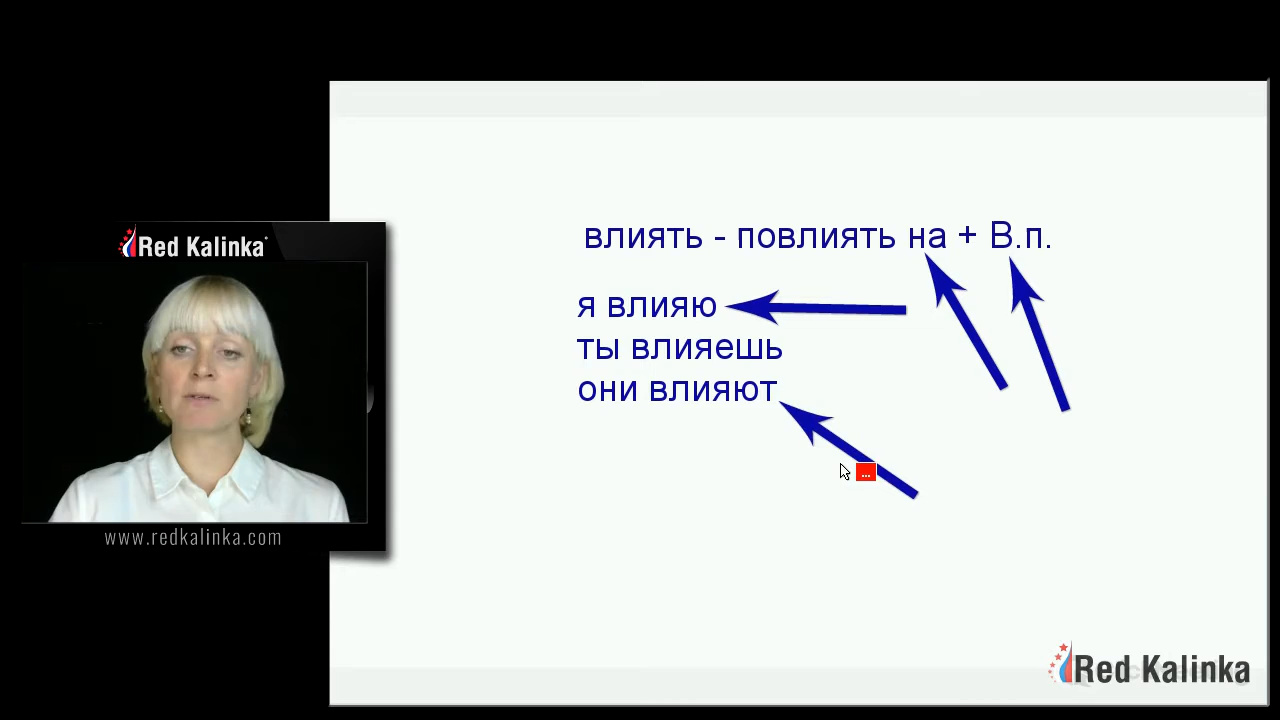 Red Kalinka
www.redkalinka.com
влиять - повлиять на + В.п.
я влияю
ты влияешь
они влияют
...
Red Kalinka